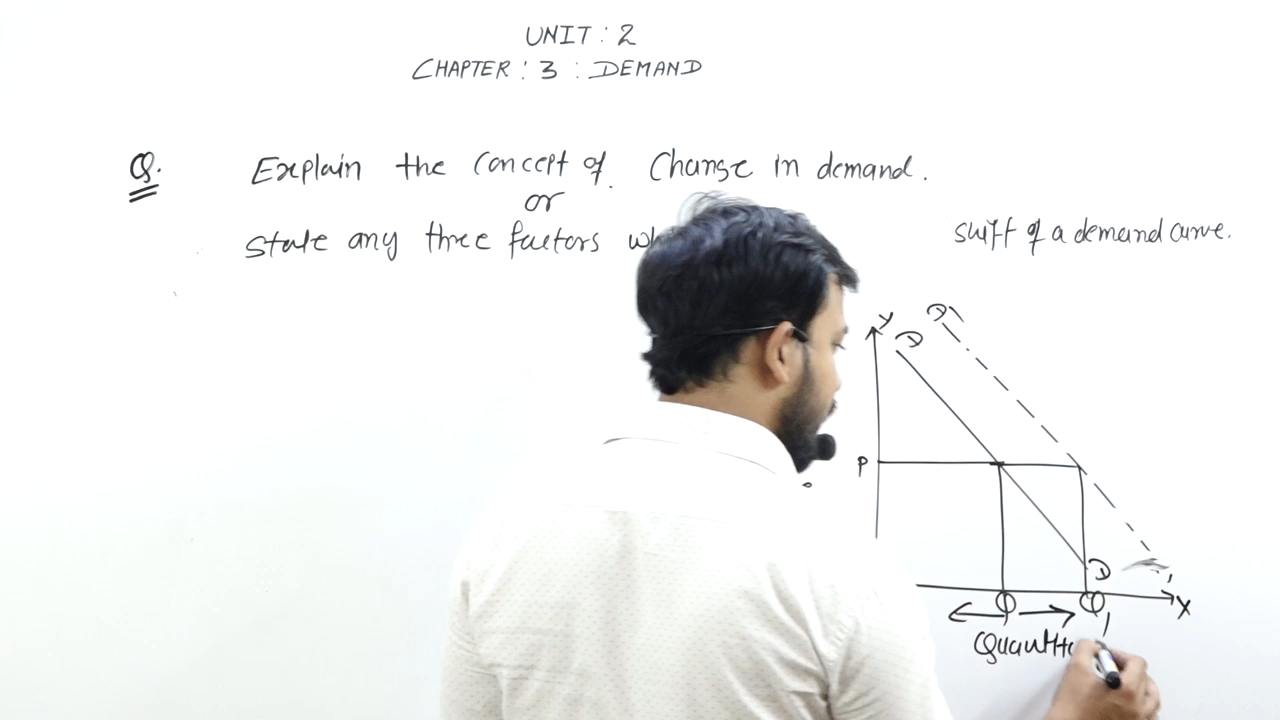 UNIT : 2
CHAPTER : 3 : DEMAND
Q. Explain the concept of change in demand.
or
state any three factors shift of a demand curve.
Y
D
D'
P
D
Q
Q1
X